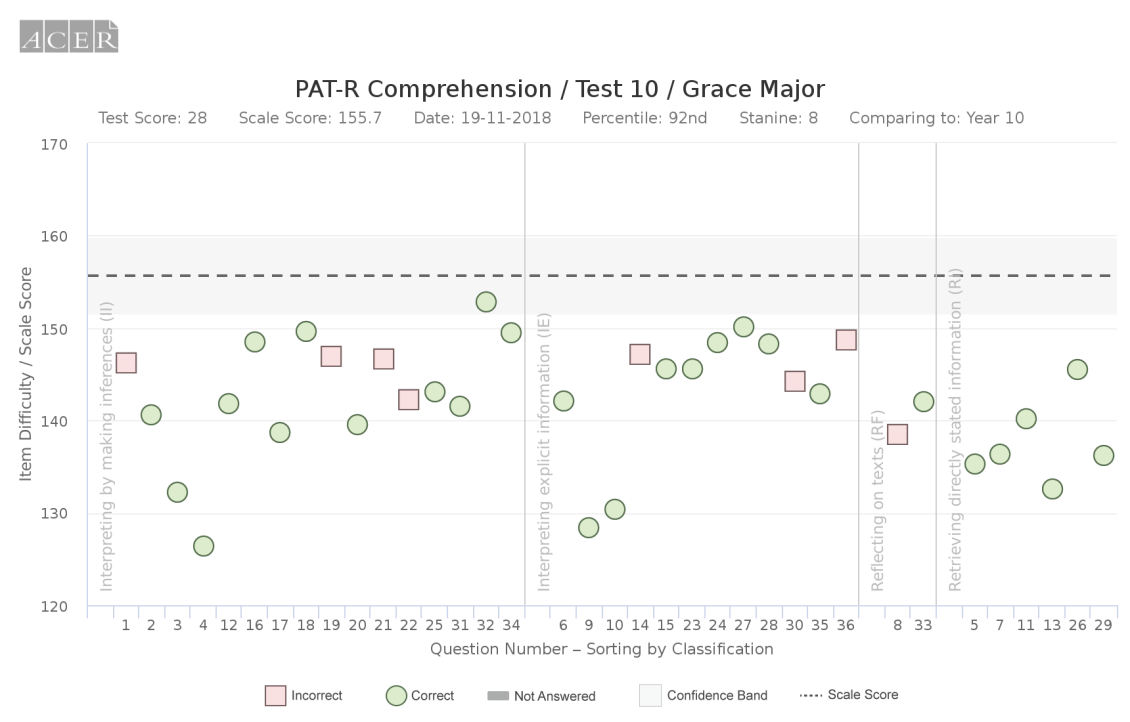 ACER
PAT-R Comprehension / Test 10 / Grace Major
Test Score: 28 Scale Score: 155.7 Date: 19-11-2018 Percentile: 92nd Stanine: 8 Comparing to: Year 10
170
160
150
140
130
120
Item Difficulty / Scale Score
Interpreting by making inferences (II)
Interpreting explicit information (IE)
Reflecting on texts (RF)
Retrieving directly stated information (RI)
1 2 3 4 12 16 17 18 19 20 21 22 25 31 32 34 6 9 10 14 15 23 24 27 28 30 35 36 8 33 5 7 11 13 26 29
Question Number – Sorting by Classification
Incorrect Correct Not Answered Confidence Band Scale Score